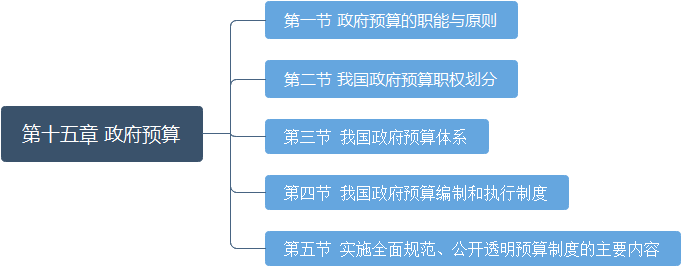 第十五章 政府预算
第一节 政府预算的职能与原则
第二节 我国政府预算职权划分
第三节 我国政府预算体系
第四节 我国政府预算编制和执行制度
第五节 实施全面规范、公开透明预算制度的主要内容